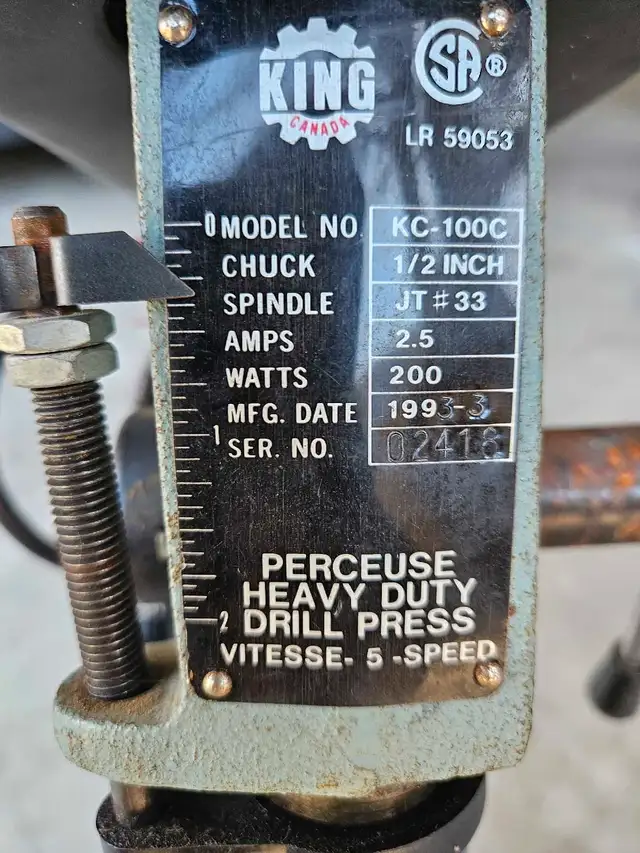 KING
CANADA
SA®
LR 59053
0
MODEL NO. KC-100C
CHUCK 1/2 INCH
SPINDLE JT#33
AMPS 2.5
WATTS 200
MFG. DATE 1993-3
1
SER. NO. 02416
PERCEUSE
HEAVY DUTY
2
DRILL PRESS
VITESSE- 5 -SPEED